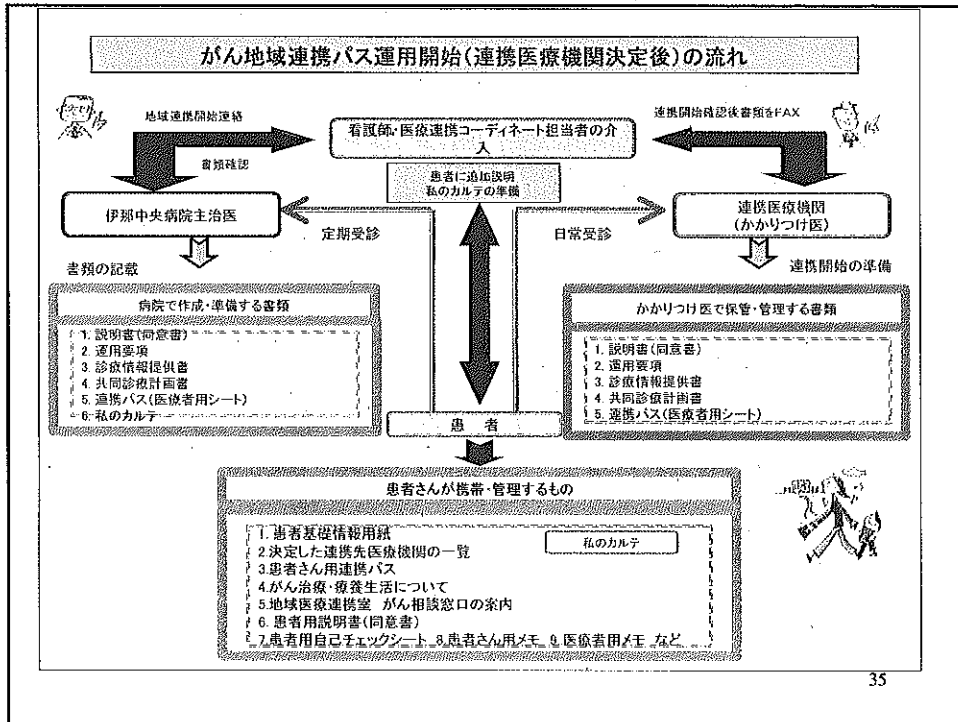 がん地域連携パス運用開始(連携医療機関決定後)の流れ
地域連携開始連絡
連携開始確認後書類をFAX
看護師・医療連携コーディネート担当者の介
入
書類確認
患者に追加説明
私のカルテの準備
伊那中央病院主治医
連携医療機関
(かかりつけ医)
定期受診
日常受診
書類の記載
連携開始の準備
病院で作成・準備する書類
1. 説明書(同意書)
2. 運用要項
3. 診療情報提供書
4. 共同診療計画書
5. 連携パス(医療者用シート)
6. 私のカルテ
かかりつけ医で保管・管理する書類
1. 説明書(同意書)
2. 運用要項
3. 診療情報提供書
4. 共同診療計画書
5. 連携パス(医療者用シート)
患 者
患者さんが携帯・管理するもの
私のカルテ
1. 患者基礎情報用紙
2.決定した連携先医療機関の一覧
3.患者さん用連携パス
4.がん治療・療養生活について
5.地域医療連携室 がん相談窓口の案内
6. 患者用説明書(同意書)
7.患者用自己チェックシート 8.患者さん用メモ 9.医療者用メモ など
35